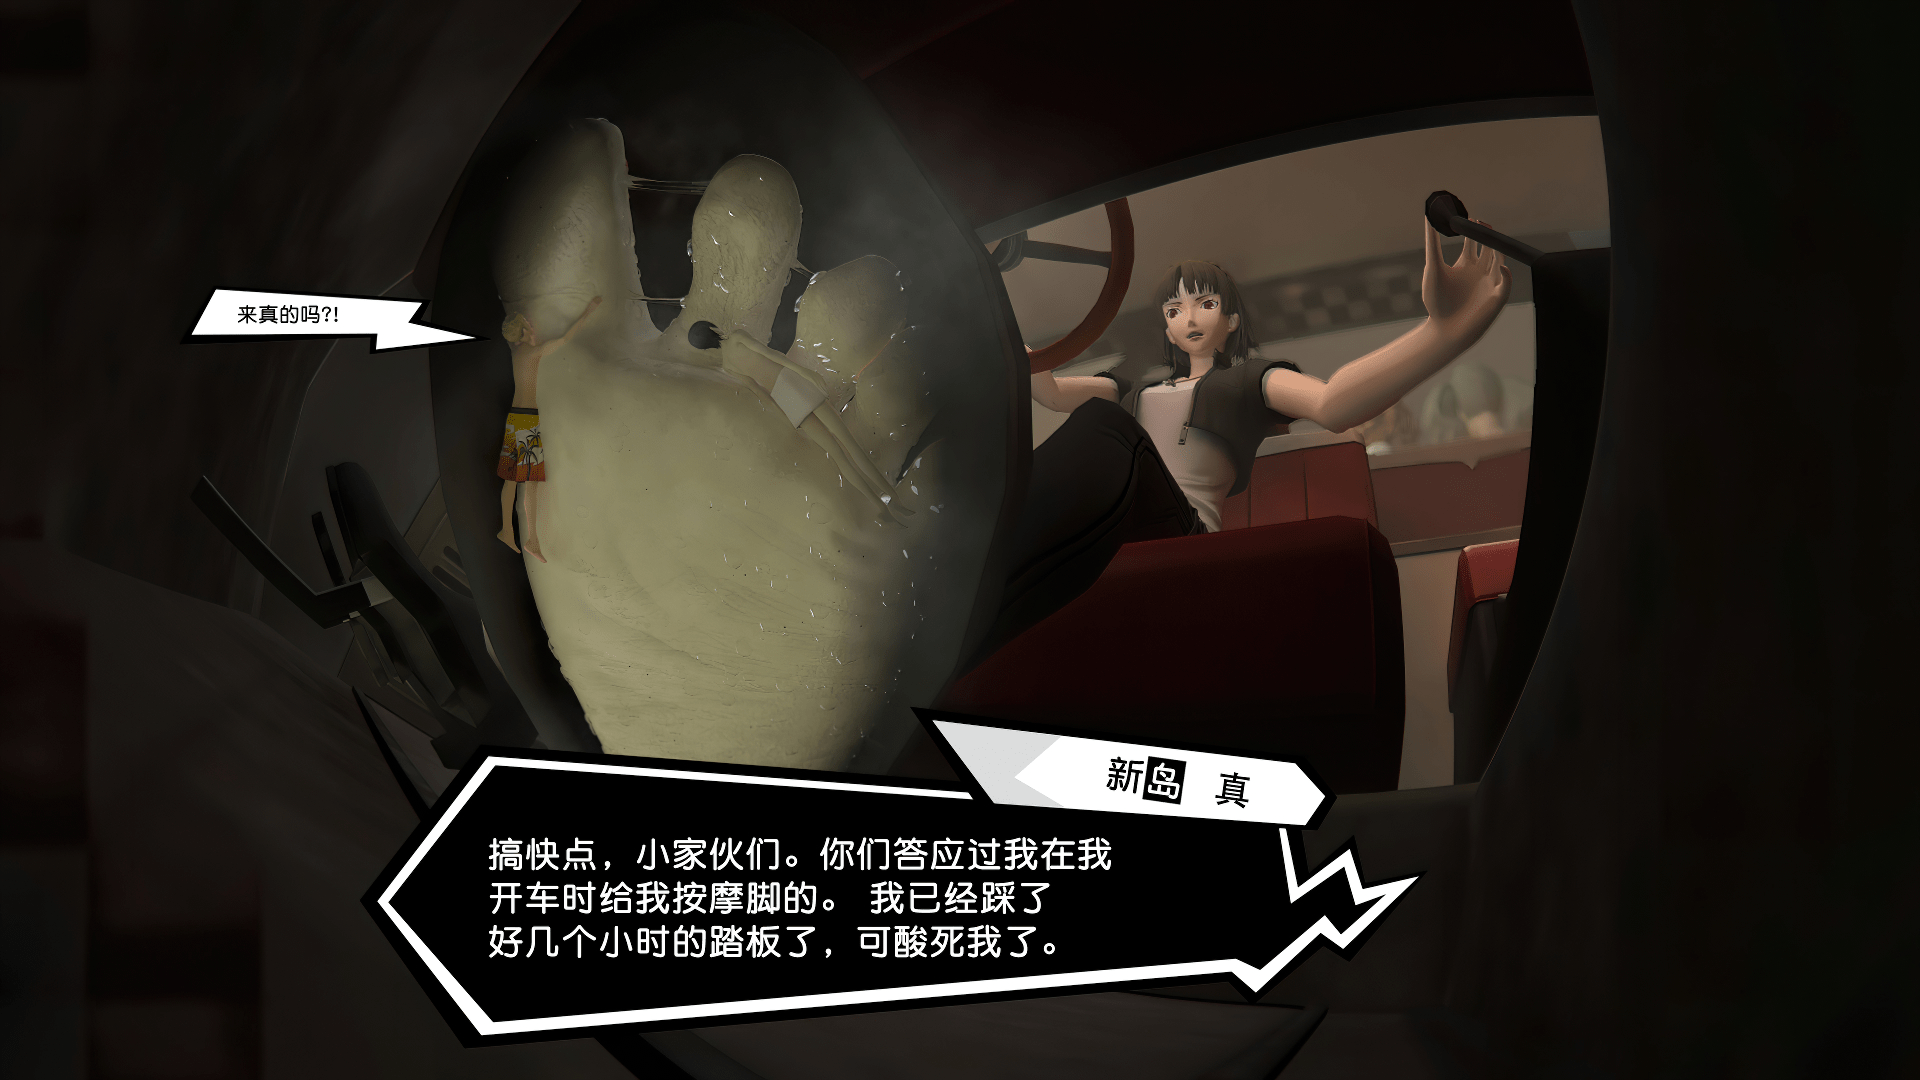 来真的吗?!
新岛 真
搞快点，小家伙们。你们答应过我在我
开车时给我按摩脚的。 我已经踩了
好几个小时的踏板了，可酸死我了。